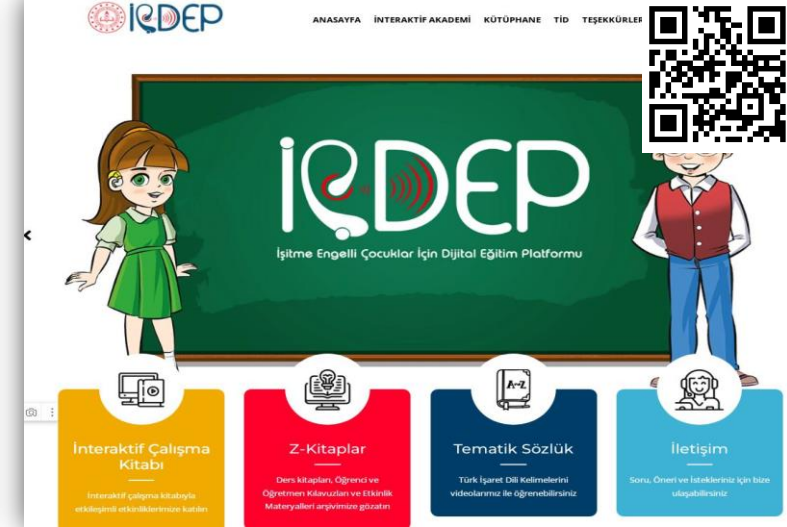 İÇDEP
ANASAYFA İNTERAKTİF AKADEMİ KÜTÜPHANE TİD TEŞEKKÜRLER
İÇDEP
İşitme Engelli Çocuklar İçin Dijital Eğitim Platformu
A-Z
İnteraktif Çalışma
Kitabı
İnteraktif çalışma kitabıyla
etkileşimli etkinliklerimize katılın
Z-Kitaplar
Ders kitapları, Öğrenci ve
Öğretmen Kılavuzları ve Etkinlik
Materyalleri arşivimize gözatın
Tematik Sözlük
Türk İşaret Dili Kelimelerini
videolarımız ile öğrenebilirsiniz
İletişim
Soru, Öneri ve İstekleriniz için bize
ulaşabilirsiniz